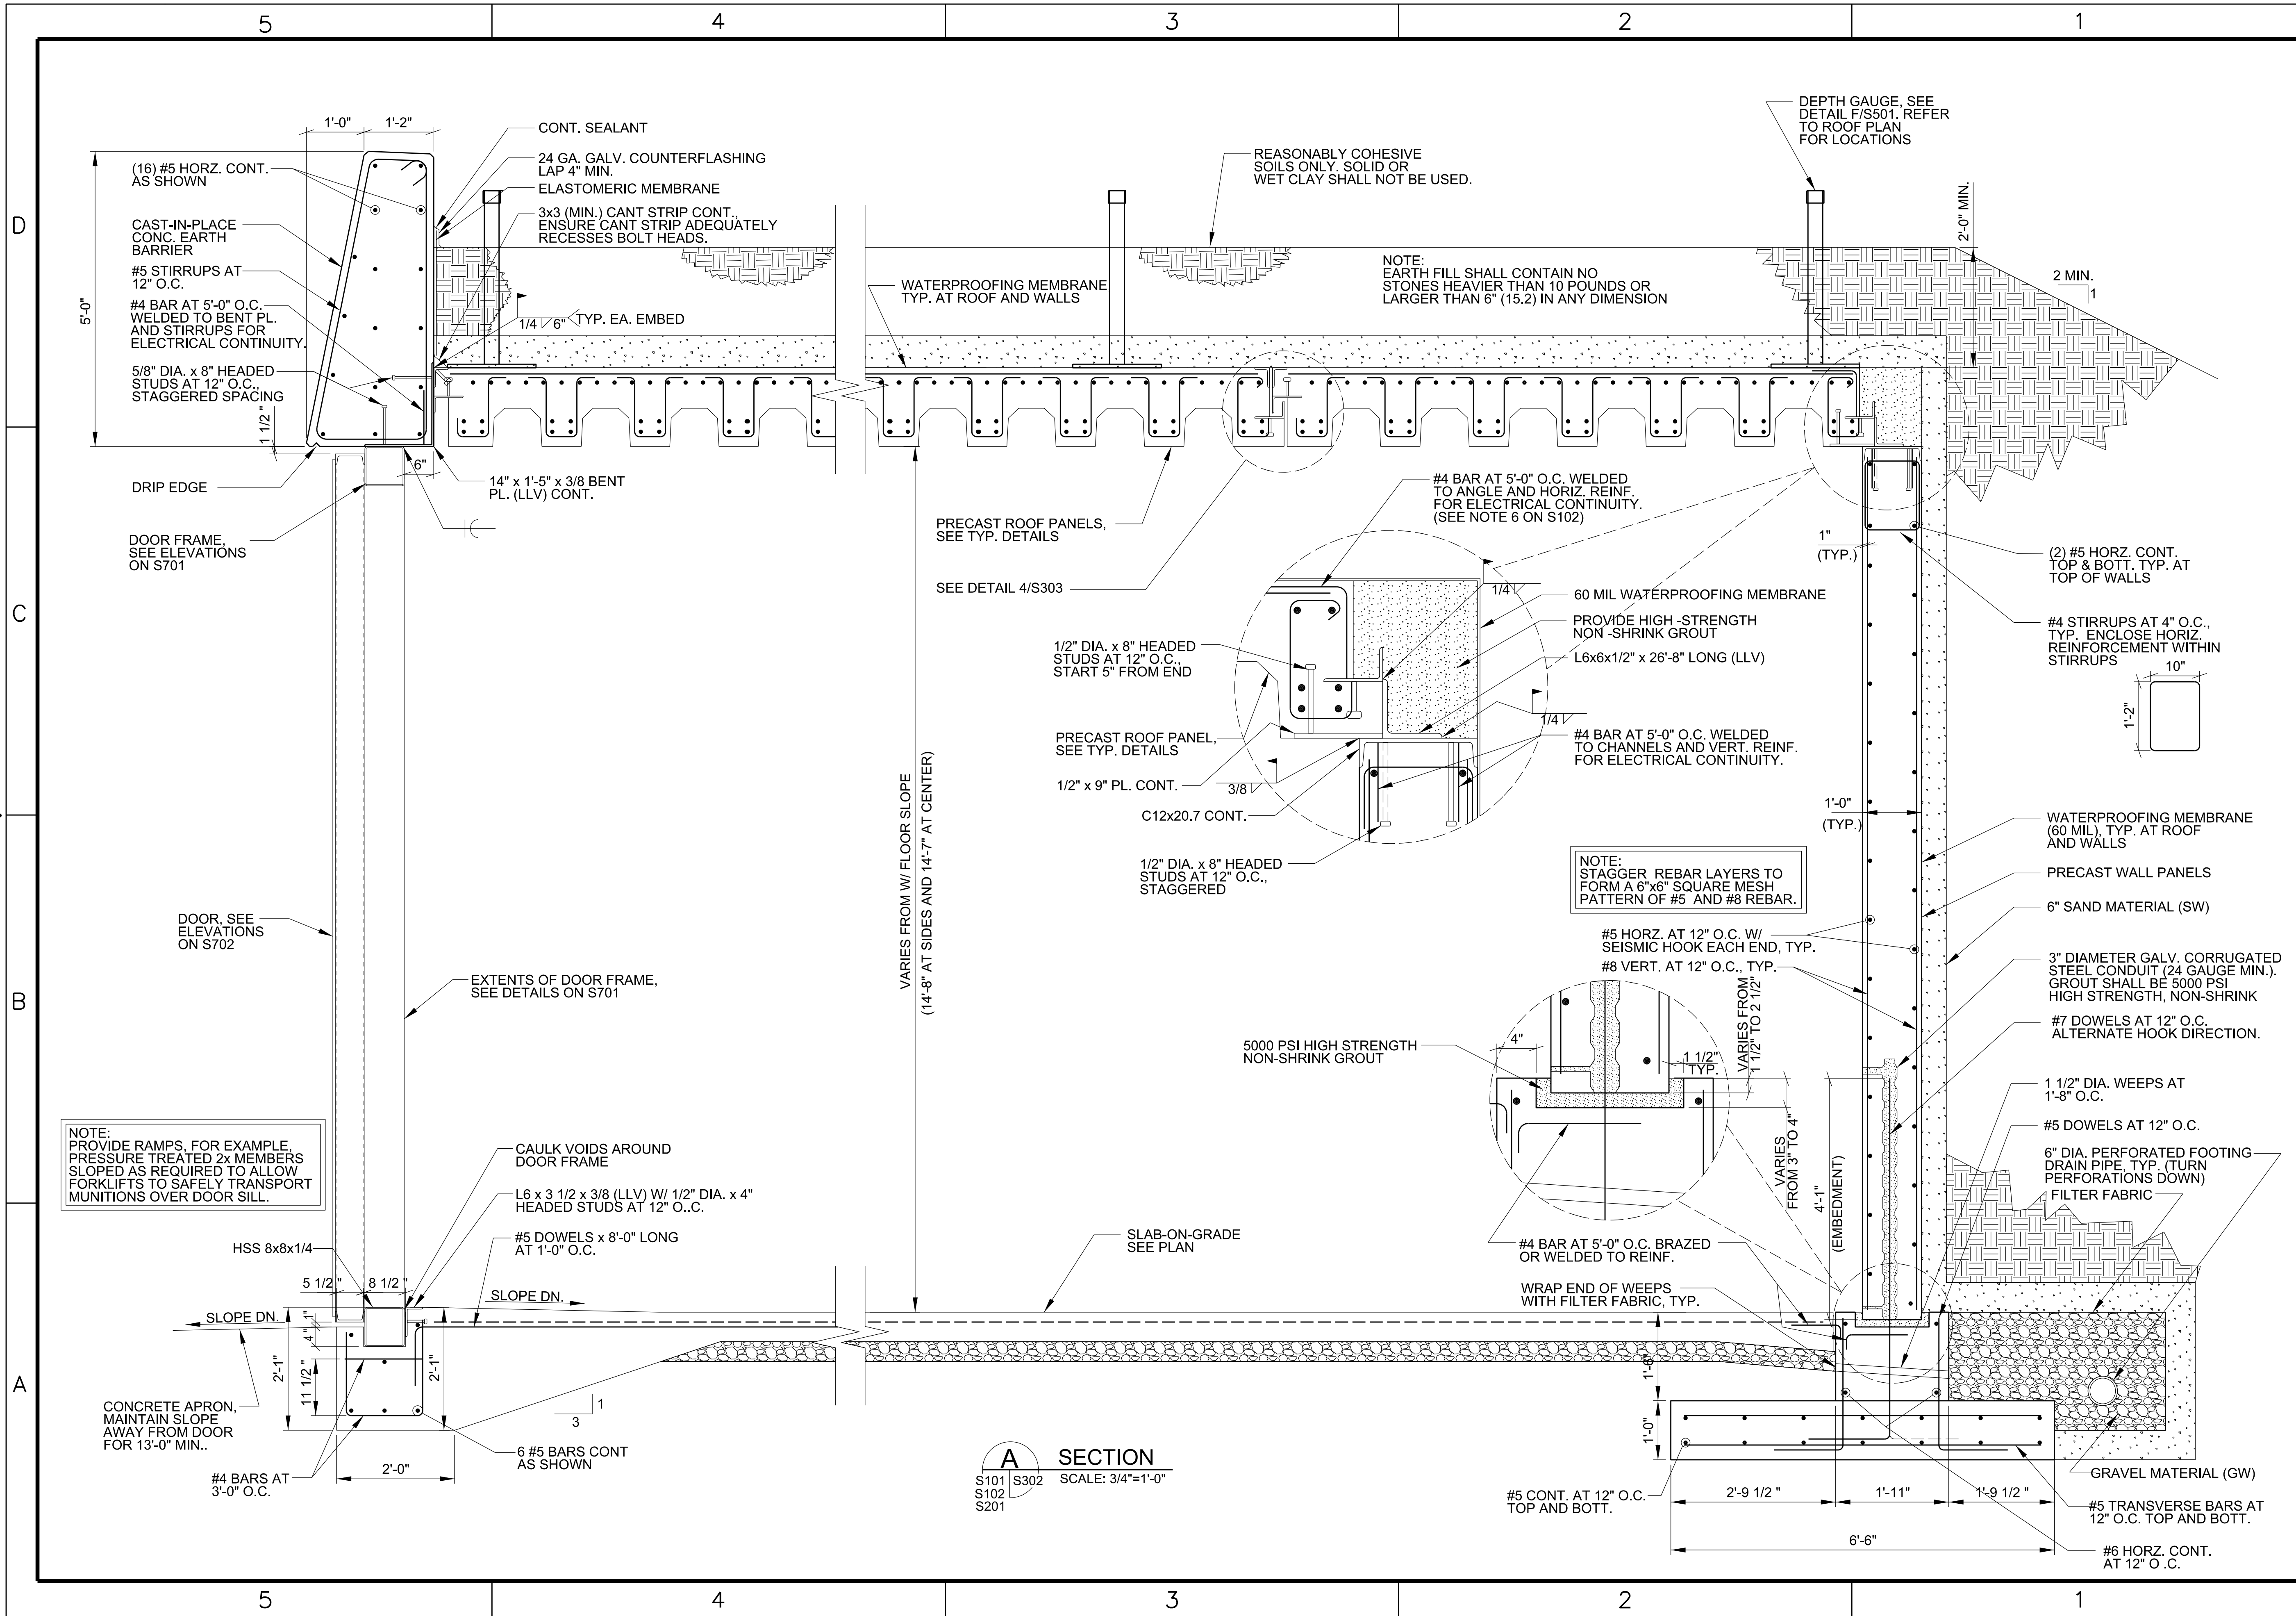 5
4
3
2
1
D
C
B
A
1'-0"
1'-2"
5'-0"
(16) #5 HORZ. CONT.
AS SHOWN
CAST-IN-PLACE
CONC. EARTH
BARRIER
#5 STIRRUPS AT
12" O.C.
#4 BAR AT 5'-0" O.C.
WELDED TO BENT PL.
AND STIRRUPS FOR
ELECTRICAL CONTINUITY.
5/8" DIA. x 8" HEADED
STUDS AT 12" O.C.,
STAGGERED SPACING
1 1/2"
DRIP EDGE
DOOR FRAME,
SEE ELEVATIONS
ON S701
CONT. SEALANT
24 GA. GALV. COUNTERFLASHING
LAP 4" MIN.
ELASTOMERIC MEMBRANE
3x3 (MIN.) CANT STRIP CONT.,
ENSURE CANT STRIP ADEQUATELY
RECESSES BOLT HEADS.
1/4
6"
TYP. EA. EMBED
6"
14" x 1'-5" x 3/8 BENT
PL. (LLV) CONT.
WATERPROOFING MEMBRANE
TYP. AT ROOF AND WALLS
REASONABLY COHESIVE
SOILS ONLY. SOLID OR
WET CLAY SHALL NOT BE USED.
NOTE:
EARTH FILL SHALL CONTAIN NO
STONES HEAVIER THAN 10 POUNDS OR
LARGER THAN 6" (15.2) IN ANY DIMENSION
DEPTH GAUGE, SEE
DETAIL F/S501. REFER
TO ROOF PLAN
FOR LOCATIONS
2'-0" MIN.
2 MIN.
1
PRECAST ROOF PANELS,
SEE TYP. DETAILS
SEE DETAIL 4/S303
#4 BAR AT 5'-0" O.C. WELDED
TO ANGLE AND HORIZ. REINF.
FOR ELECTRICAL CONTINUITY.
(SEE NOTE 6 ON S102)
1/4
60 MIL WATERPROOFING MEMBRANE
PROVIDE HIGH -STRENGTH
NON -SHRINK GROUT
L6x6x1/2" x 26'-8" LONG (LLV)
1/4
#4 BAR AT 5'-0" O.C. WELDED
TO CHANNELS AND VERT. REINF.
FOR ELECTRICAL CONTINUITY.
1/2" DIA. x 8" HEADED
STUDS AT 12" O.C.,
START 5" FROM END
PRECAST ROOF PANEL,
SEE TYP. DETAILS
1/2" x 9" PL. CONT.
3/8
C12x20.7 CONT.
1/2" DIA. x 8" HEADED
STUDS AT 12" O.C.,
STAGGERED
1"
(TYP.)
(2) #5 HORZ. CONT.
TOP & BOTT. TYP. AT
TOP OF WALLS
#4 STIRRUPS AT 4" O.C.,
TYP. ENCLOSE HORIZ.
REINFORCEMENT WITHIN
STIRRUPS
10"
1'-2"
1'-0"
(TYP.)
WATERPROOFING MEMBRANE
(60 MIL), TYP. AT ROOF
AND WALLS
PRECAST WALL PANELS
6" SAND MATERIAL (SW)
3" DIAMETER GALV. CORRUGATED
STEEL CONDUIT (24 GAUGE MIN.).
GROUT SHALL BE 5000 PSI
HIGH STRENGTH, NON-SHRINK
#7 DOWELS AT 12" O.C.
ALTERNATE HOOK DIRECTION.
1 1/2" DIA. WEEPS AT
1'-8" O.C.
#5 DOWELS AT 12" O.C.
6" DIA. PERFORATED FOOTING
DRAIN PIPE, TYP. (TURN
PERFORATIONS DOWN)
FILTER FABRIC
NOTE:
STAGGER REBAR LAYERS TO
FORM A 6"x6" SQUARE MESH
PATTERN OF #5 AND #8 REBAR.
#5 HORZ. AT 12" O.C. W/
SEISMIC HOOK EACH END, TYP.
#8 VERT. AT 12" O.C., TYP.
VARIES FROM W/ FLOOR SLOPE
(14'-8" AT SIDES AND 14'-7" AT CENTER)
DOOR, SEE
ELEVATIONS
ON S702
EXTENTS OF DOOR FRAME,
SEE DETAILS ON S701
5000 PSI HIGH STRENGTH
NON-SHRINK GROUT
4"
1 1/2"
TYP.
VARIES FROM
1 1/2" TO 2 1/2"
VARIES
FROM 3" TO 4"
4'-1"
(EMBEDMENT)
#4 BAR AT 5'-0" O.C. BRAZED
OR WELDED TO REINF.
WRAP END OF WEEPS
WITH FILTER FABRIC, TYP.
NOTE:
PROVIDE RAMPS, FOR EXAMPLE,
PRESSURE TREATED 2x MEMBERS
SLOPED AS REQUIRED TO ALLOW
FORKLIFTS TO SAFELY TRANSPORT
MUNITIONS OVER DOOR SILL.
CAULK VOIDS AROUND
DOOR FRAME
L6 x 3 1/2 x 3/8 (LLV) W/ 1/2" DIA. x 4"
HEADED STUDS AT 12" O..C.
#5 DOWELS x 8'-0" LONG
AT 1'-0" O.C.
HSS 8x8x1/4
5 1/2 "
8 1/2 "
SLOPE DN.
SLOPE DN.
SLAB-ON-GRADE
SEE PLAN
1"
4"
2'-1"
11 1/2"
2'-1"
CONCRETE APRON,
MAINTAIN SLOPE
AWAY FROM DOOR
FOR 13'-0" MIN..
#4 BARS AT
3'-0" O.C.
2'-0"
6 #5 BARS CONT
AS SHOWN
1
3
A
SECTION
S101
S302
SCALE: 3/4"=1'-0"
S102
S201
1'-6"
1'-0"
#5 CONT. AT 12" O.C.
TOP AND BOTT.
2'-9 1/2 "
1'-11"
1'-9 1/2 "
6'-6"
GRAVEL MATERIAL (GW)
#5 TRANSVERSE BARS AT
12" O.C. TOP AND BOTT.
#6 HORZ. CONT.
AT 12" O .C.
5
4
3
2
1